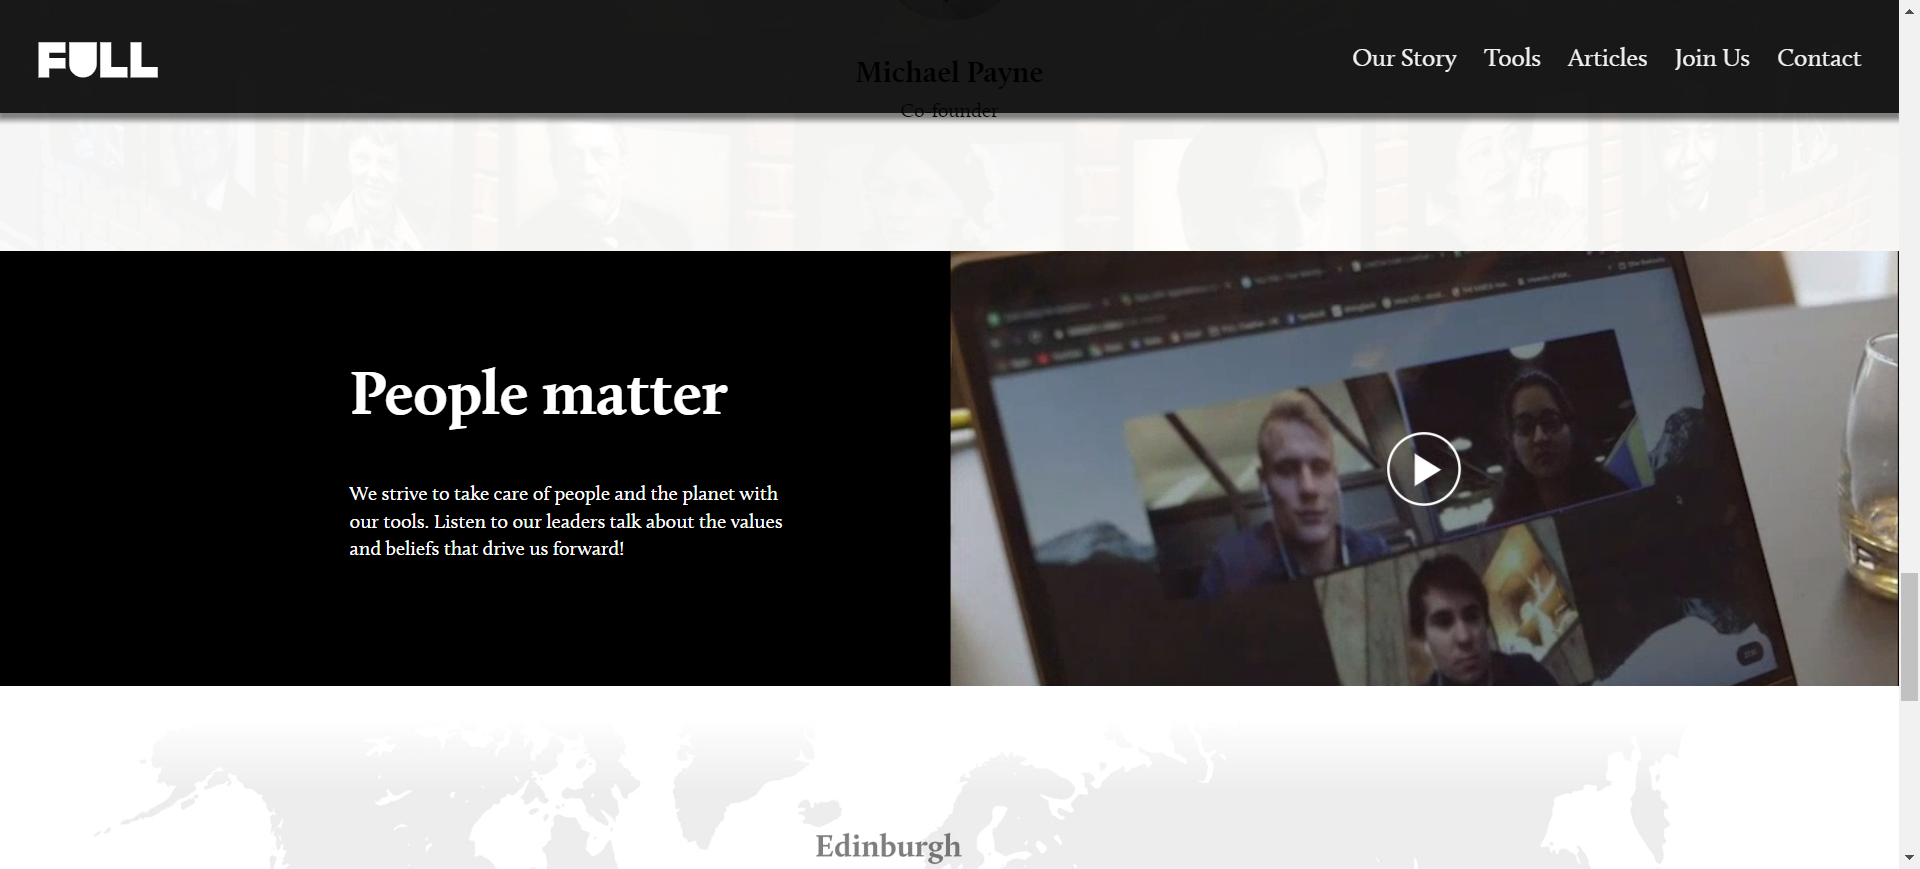 FULL
Our Story
Tools
Articles
Join Us
Contact
Michael Payne
Co-founder
People matter
We strive to take care of people and the planet with
our tools. Listen to our leaders talk about the values
and beliefs that drive us forward!
Edinburgh